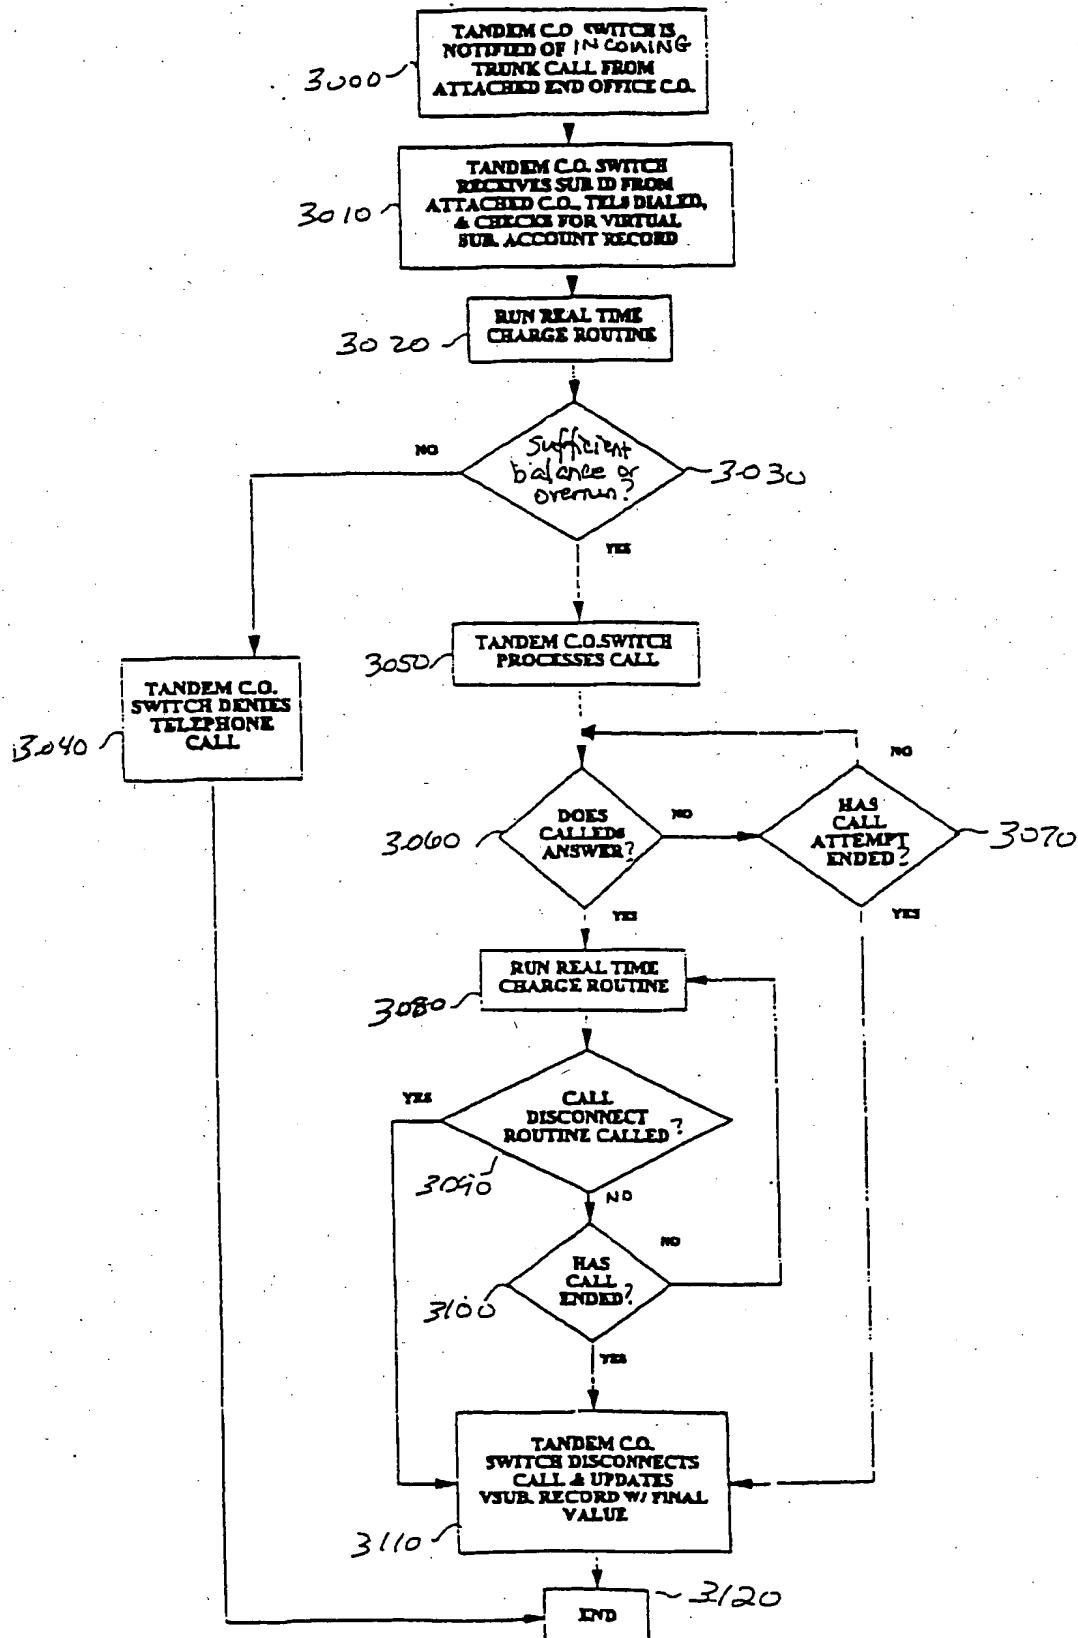 TANDEM C.O. SWITCH IS
NOTIFIED OF INCOMING
TRUNK CALL FROM
ATTACHED END OFFICE C.O.
3000
TANDEM C.O. SWITCH
RECEIVES SUB ID FROM
ATTACHED C.O., TEL# DIALED,
& CHECKS FOR VIRTUAL
SUB. ACCOUNT RECORD
3010
RUN REAL TIME
CHARGE ROUTINE
3020
NO
Sufficient
balance or
overrun?
3030
YES
TANDEM C.O. SWITCH
PROCESSES CALL
3050
TANDEM C.O.
SWITCH DENIES
TELEPHONE
CALL
3040
NO
DOES
CALLED#
ANSWER?
3060
NO
HAS
CALL
ATTEMPT
ENDED?
3070
YES
YES
RUN REAL TIME
CHARGE ROUTINE
3080
YES
CALL
DISCONNECT
ROUTINE CALLED?
3090
NO
NO
HAS
CALL
ENDED?
3100
YES
TANDEM C.O.
SWITCH DISCONNECTS
CALL & UPDATES
VSUB. RECORD W/ FINAL
VALUE
3110
3120
END